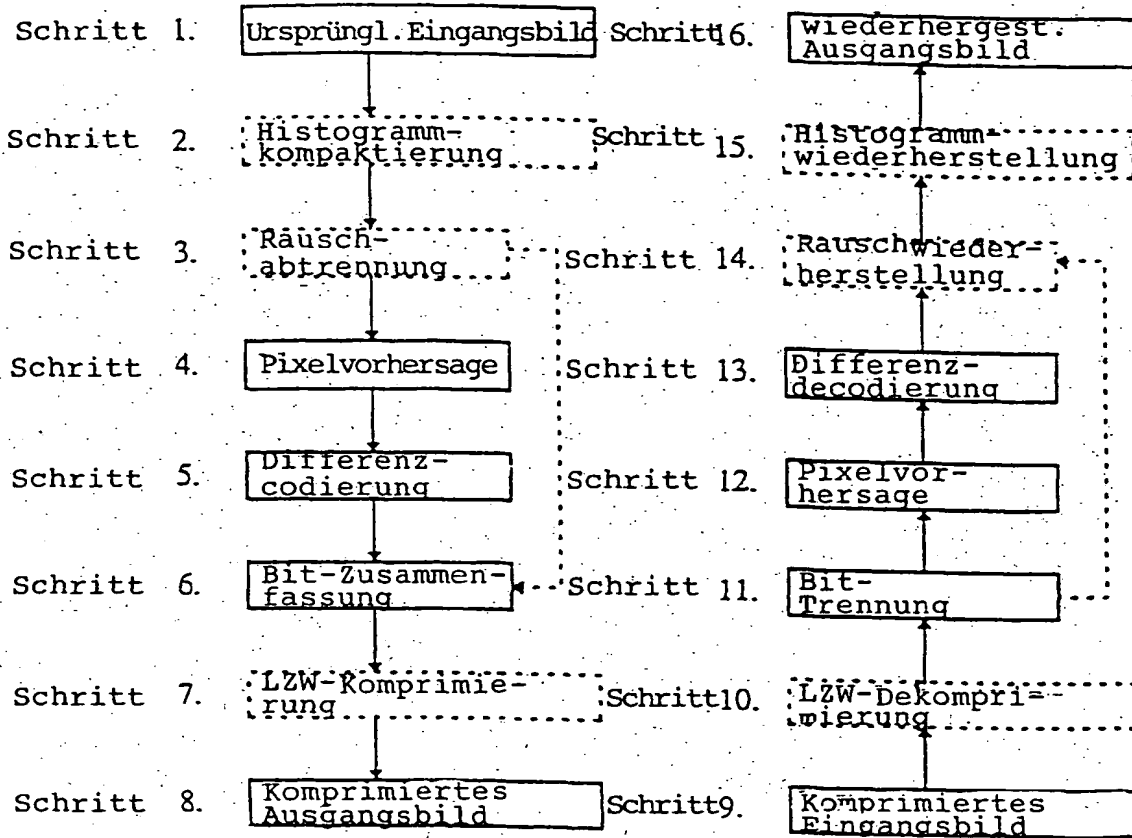 Schritt 1. Ursprüngl.Eingangsbild
Schritt 2. Histogramm-
kompaktierung
Schritt 3. Rausch-
abtrennung
Schritt 4. Pixelvorhersage
Schritt 5. Differenz-
codierung
Schritt 6. Bit-Zusammen-
fassung
Schritt 7. LZW-Komprimie-
rung
Schritt 8. Komprimiertes
Ausgangsbild
Schritt 16. wiederhergest.
Ausgangsbild
Schritt 15. Histogramm-
wiederherstellung
Schritt 14. Rauschwieder-
herstellung
Schritt 13. Differenz-
decodierung
Schritt 12. Pixelvor-
hersage
Schritt 11. Bit-
Trennung
Schritt 10. LZW-Dekompri-
mierung
Schritt 9. Komprimiertes
Eingangsbild